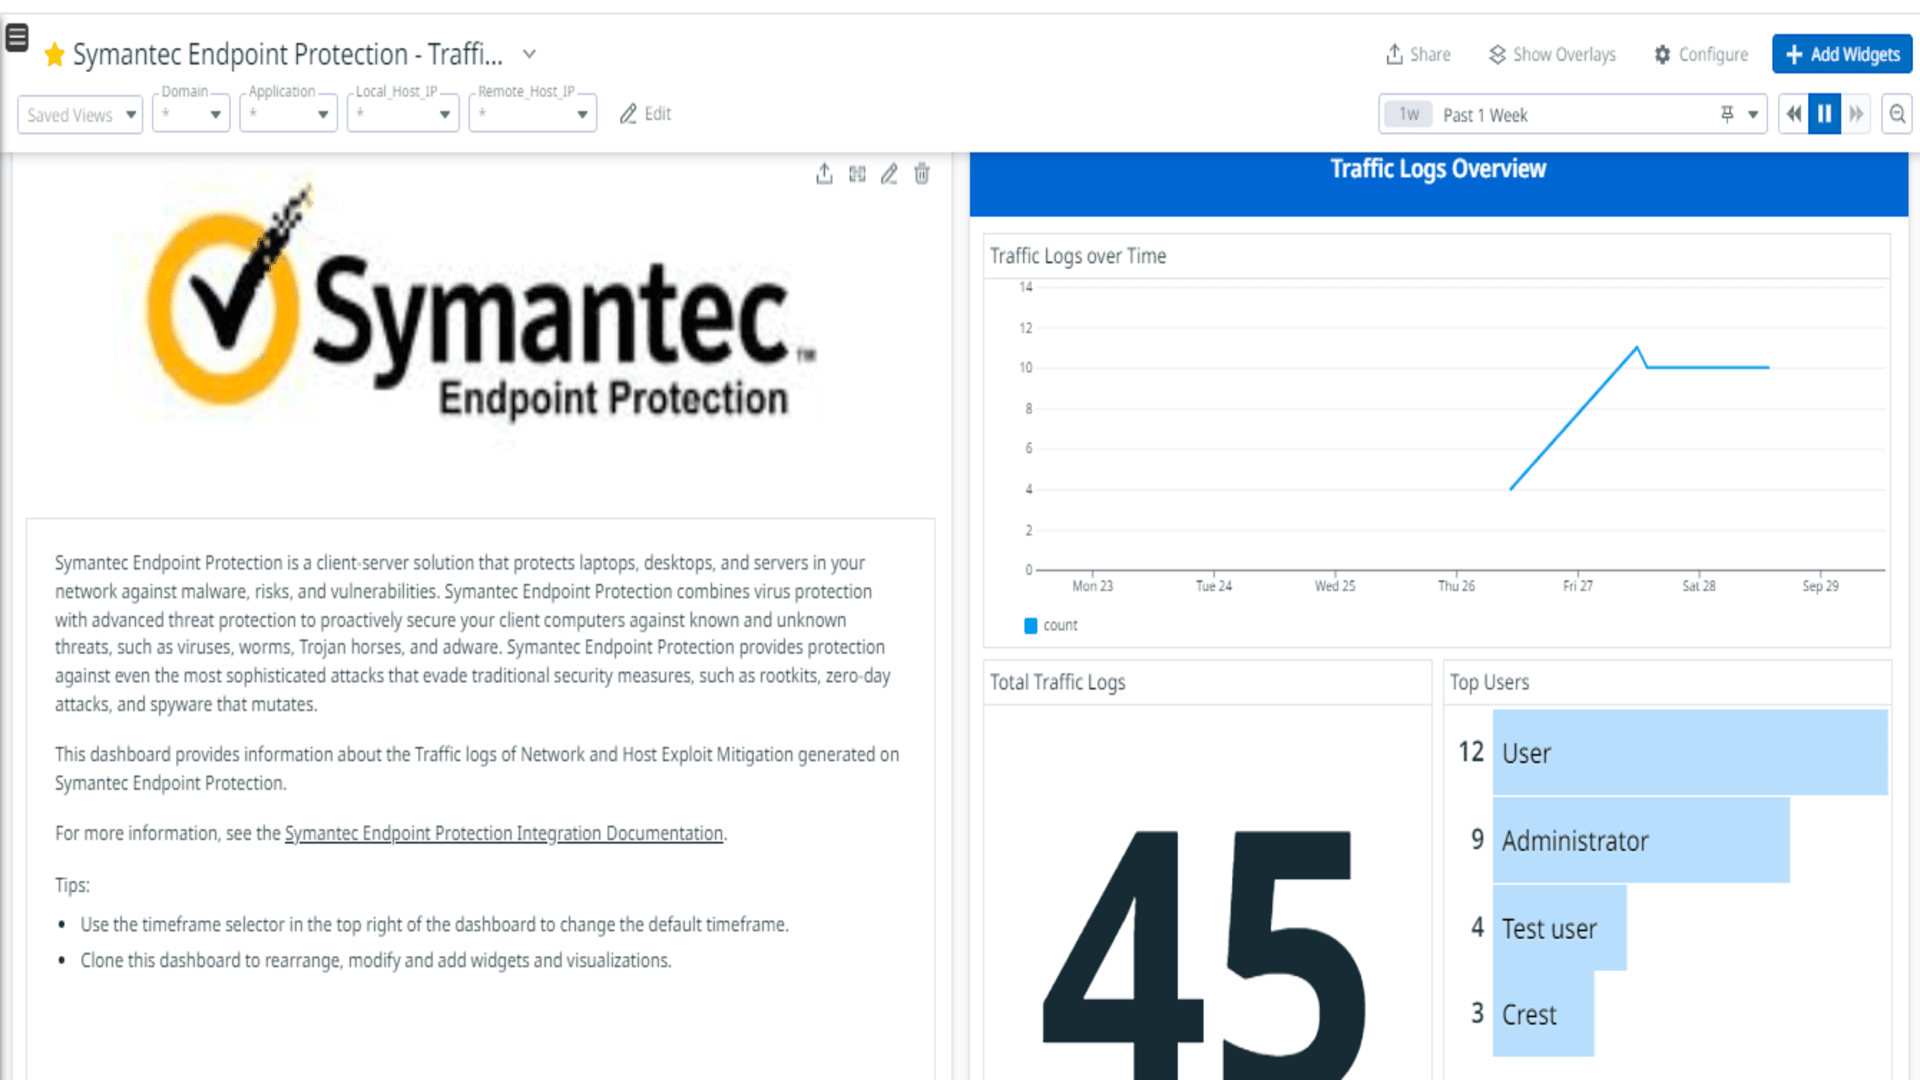 Symantec Endpoint Protection - Traffi...
Share
Show Overlays
Configure
+ Add Widgets
Saved Views
Domain
*
Application
*
Local_Host_IP
*
Remote_Host_IP
*
Edit
1w
Past 1 Week
Symantec™
Endpoint Protection
Symantec Endpoint Protection is a client-server solution that protects laptops, desktops, and servers in your
network against malware, risks, and vulnerabilities. Symantec Endpoint Protection combines virus protection
with advanced threat protection to proactively secure your client computers against known and unknown
threats, such as viruses, worms, Trojan horses, and adware. Symantec Endpoint Protection provides protection
against even the most sophisticated attacks that evade traditional security measures, such as rootkits, zero-day
attacks, and spyware that mutates.
This dashboard provides information about the Traffic logs of Network and Host Exploit Mitigation generated on
Symantec Endpoint Protection.
For more information, see the Symantec Endpoint Protection Integration Documentation.
Tips:
• Use the timeframe selector in the top right of the dashboard to change the default timeframe.
• Clone this dashboard to rearrange, modify and add widgets and visualizations.
Traffic Logs Overview
Traffic Logs over Time
14
12
10
8
6
4
2
0
Mon 23
Tue 24
Wed 25
Thu 26
Fri 27
Sat 28
Sep 29
count
Total Traffic Logs
45
Top Users
12 User
9 Administrator
4 Test user
3 Crest